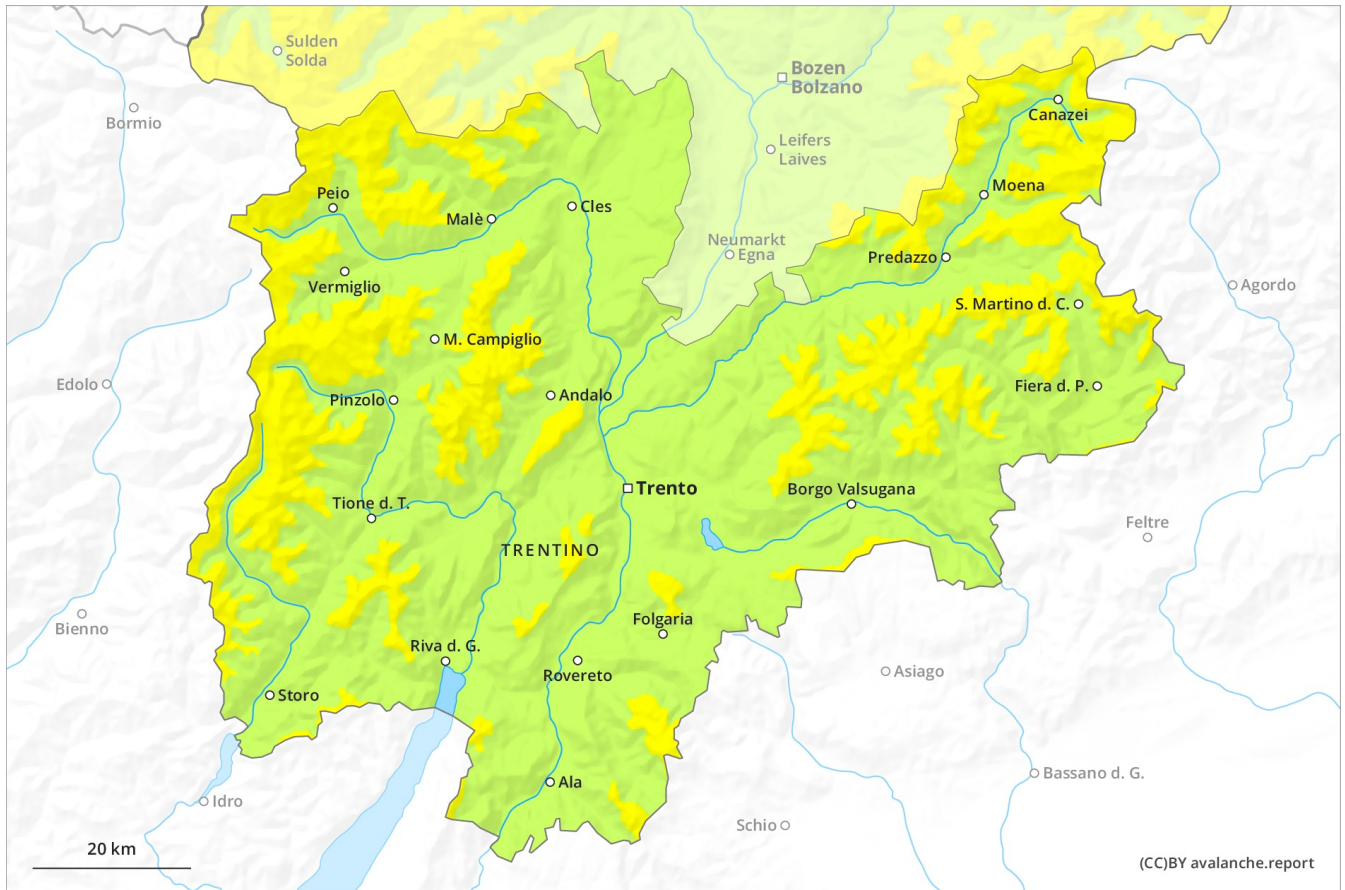 Sulden
Solda
Bozen
Bolzano
Bormio
Canazei
Leifers
Laives
Peio
Moena
Malè
Cles
Neumarkt
Egna
Predazzo
Vermiglio
Agordo
S. Martino d. C.
M. Campiglio
Edolo
Fiera d. P.
Pinzolo
Andalo
Trento
Borgo Valsugana
Tione d. T.
Feltre
TRENTINO
Bienno
Folgaria
Riva d. G.
Asiago
Rovereto
Storo
Bassano d. G.
Ala
Idro
Schio
20 km
(CC)BY avalanche.report